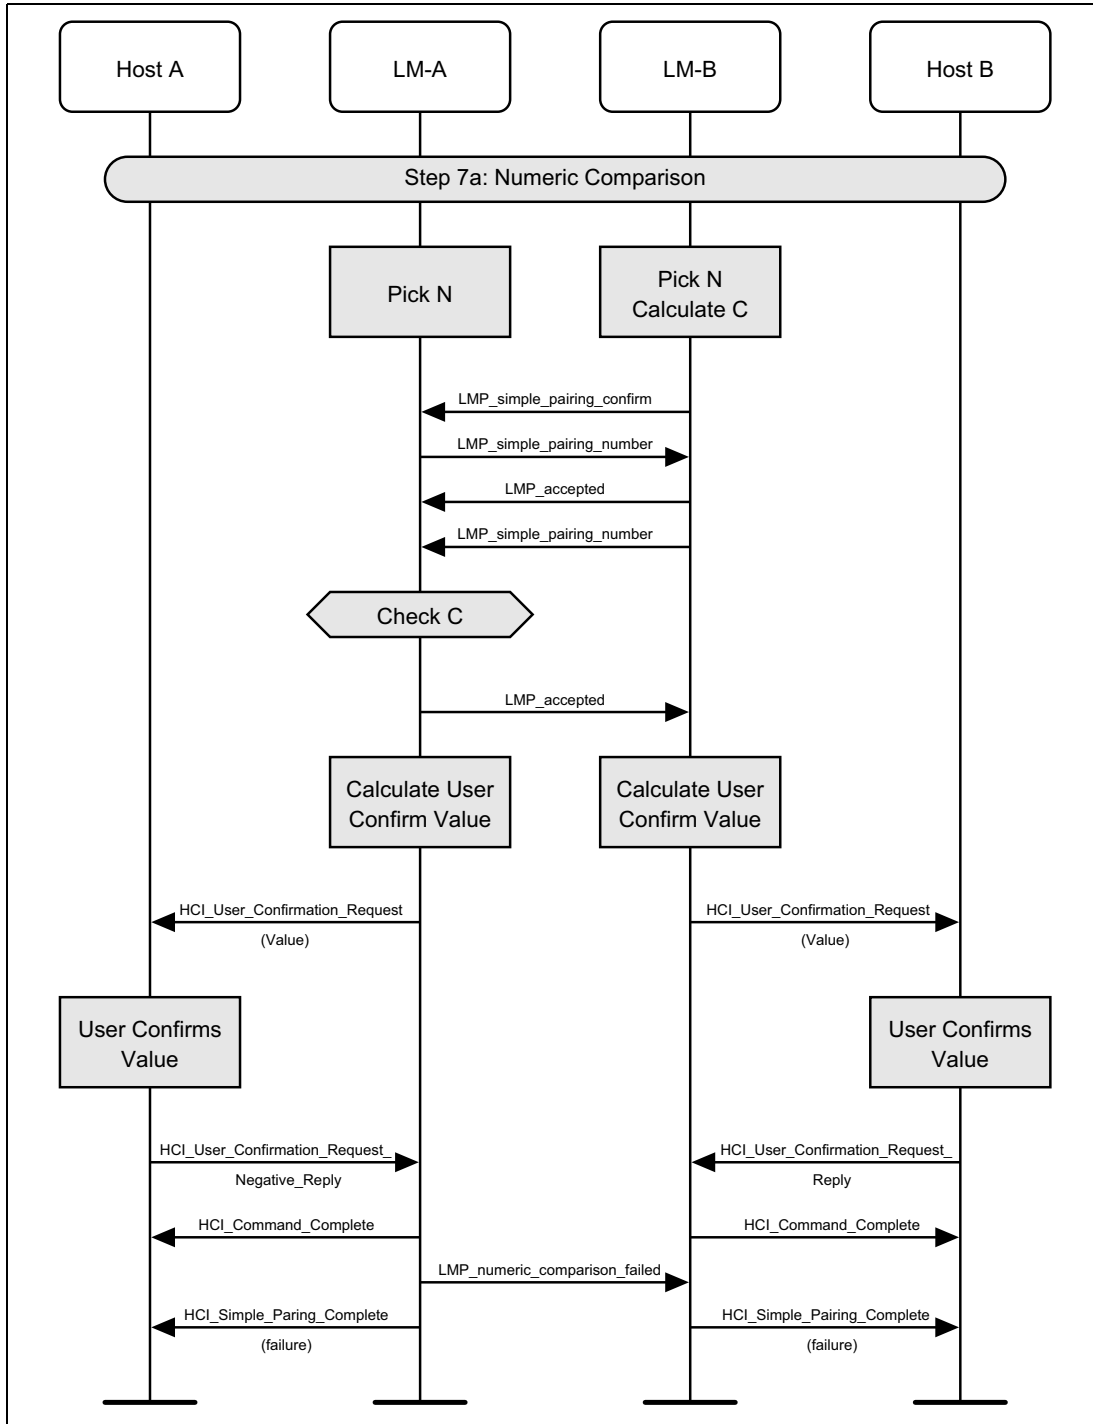 Host A
LM-A
LM-B
Host B
Step 7a: Numeric Comparison
Pick N
Pick N
Calculate C
LMP_simple_pairing_confirm
LMP_simple_pairing_number
LMP_accepted
LMP_simple_pairing_number
Check C
LMP_accepted
Calculate User
Confirm Value
Calculate User
Confirm Value
HCI_User_Confirmation_Request
(Value)
HCI_User_Confirmation_Request
(Value)
User Confirms
Value
User Confirms
Value
HCI_User_Confirmation_Request_
Negative_Reply
HCI_User_Confirmation_Request_
Reply
HCI_Command_Complete
HCI_Command_Complete
LMP_numeric_comparison_failed
HCI_Simple_Paring_Complete
(failure)
HCI_Simple_Pairing_Complete
(failure)